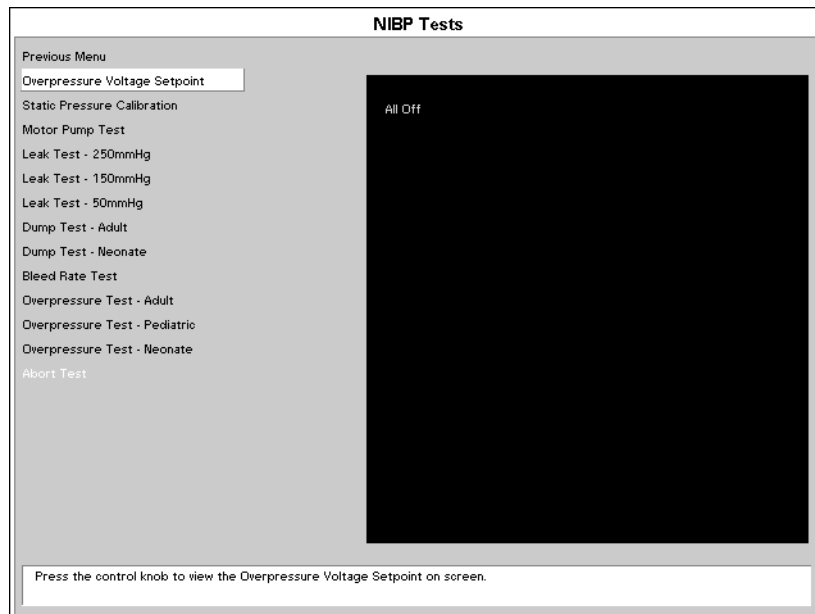 NIBP Tests
Previous Menu
Overpressure Voltage Setpoint
Static Pressure Calibration
Motor Pump Test
Leak Test - 250mmHg
Leak Test - 150mmHg
Leak Test - 50mmHg
Dump Test - Adult
Dump Test - Neonate
Bleed Rate Test
Overpressure Test - Adult
Overpressure Test - Pediatric
Overpressure Test - Neonate
Abort Test
All Off
Press the control knob to view the Overpressure Voltage Setpoint on screen.